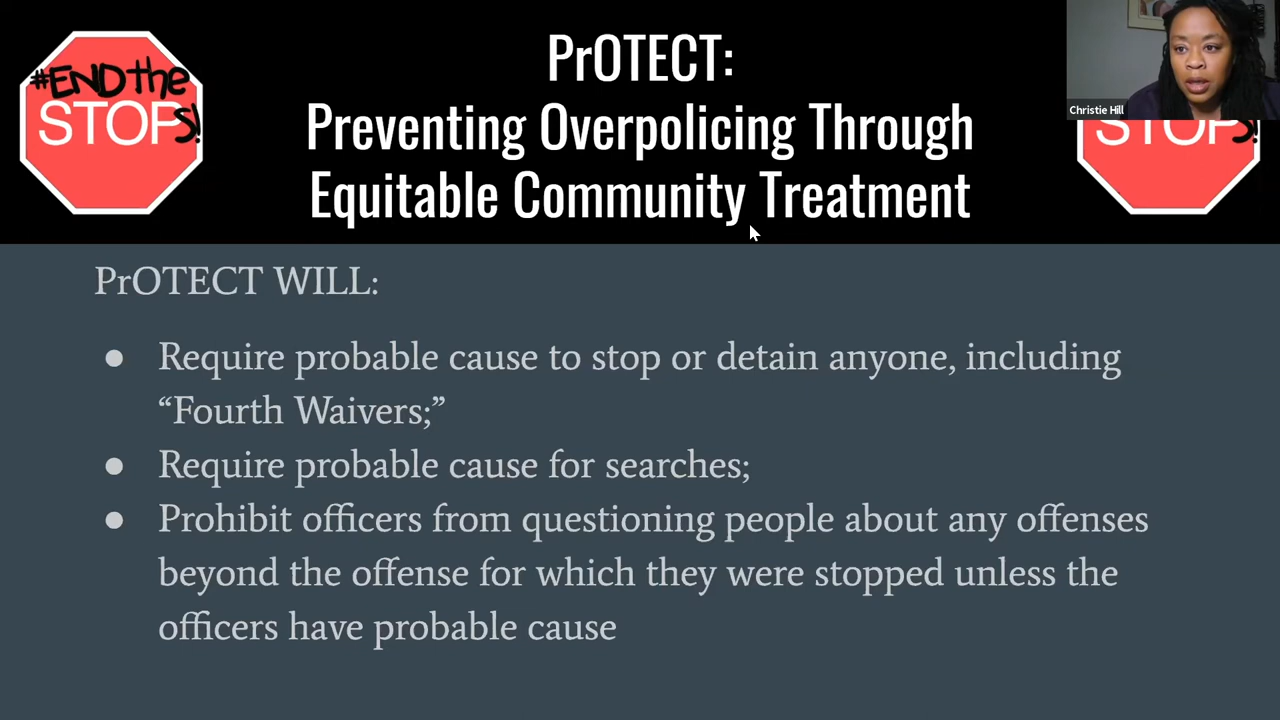 PrOTECT:
Preventing Overpolicing Through
Equitable Community Treatment
#END the
STOPS!
Christie Hill
STOPS!
PrOTECT WILL:
● Require probable cause to stop or detain anyone, including
“Fourth Waivers;”
● Require probable cause for searches;
● Prohibit officers from questioning people about any offenses
beyond the offense for which they were stopped unless the
officers have probable cause